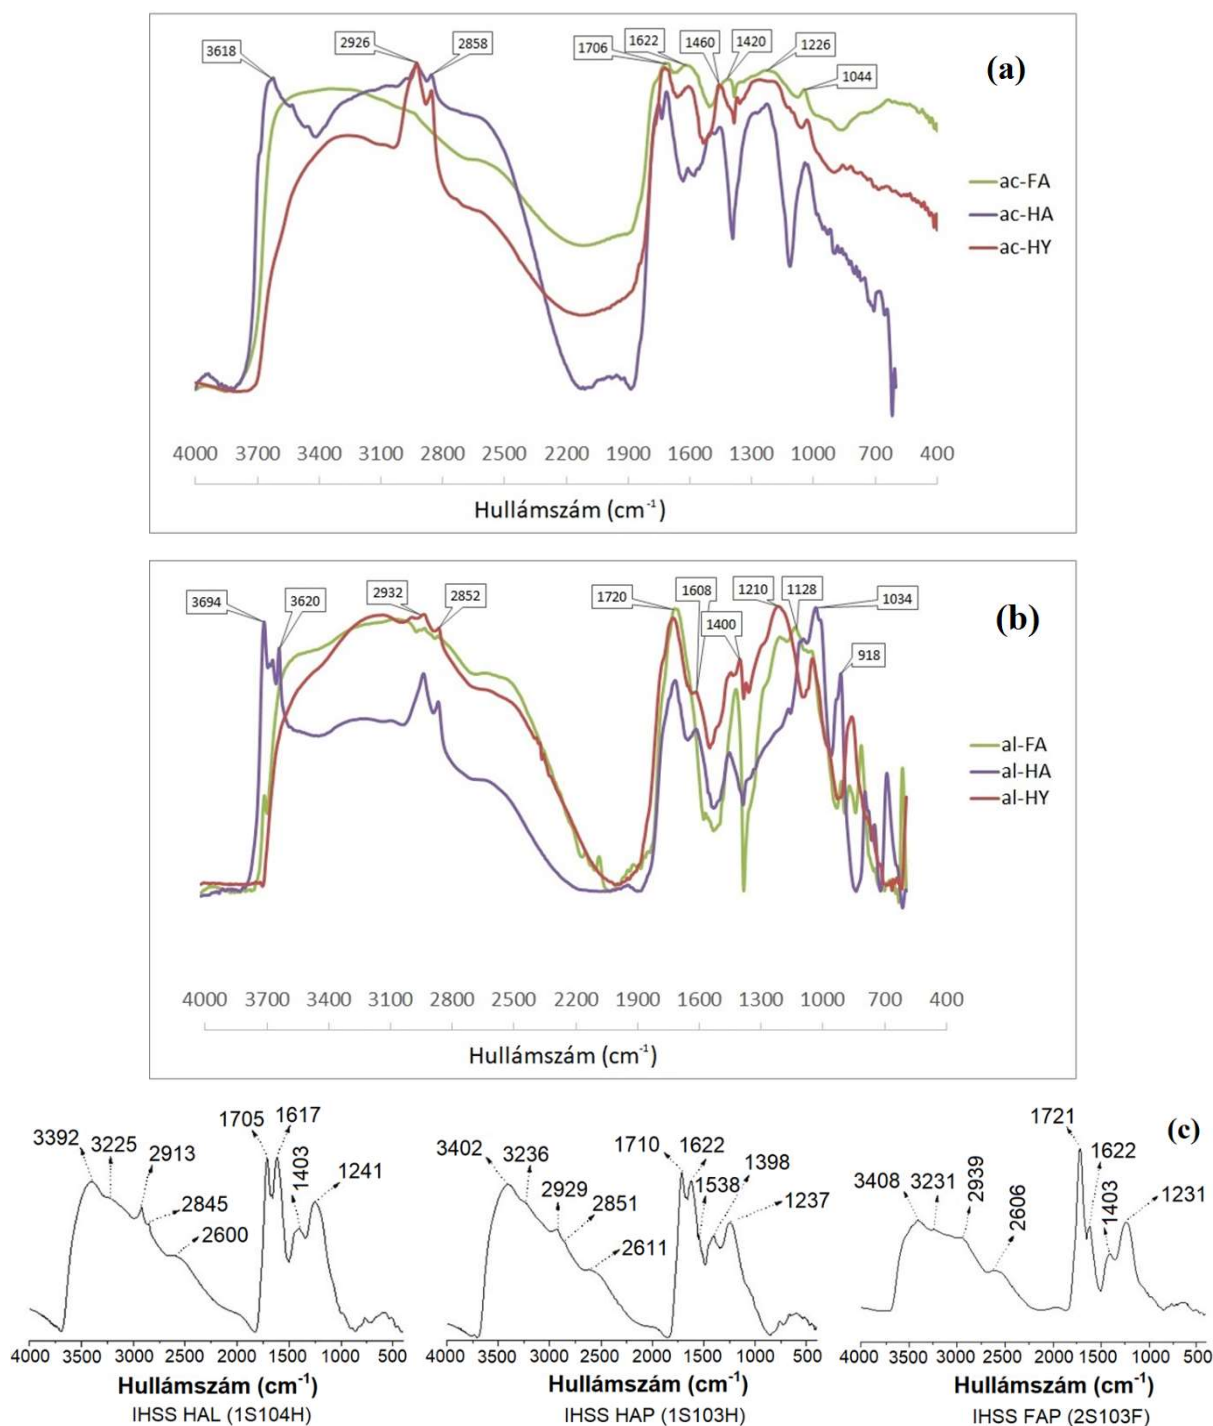 3618
2926
2858
1706
1622
1460
1420
1226
1044
(a)
ac-FA
ac-HA
ac-HY
4000 3700 3400 3100 2800 2500 2200 1900 1600 1300 1000 700 400
Hullámszám (cm-1)
3694
3620
2932
2852
1720
1608
1400
1210
1128
1034
918
(b)
al-FA
al-HA
al-HY
4000 3700 3400 3100 2800 2500 2200 1900 1600 1300 1000 700 400
Hullámszám (cm-1)
3392
3225
2913
2845
2600
1705
1617
1403
1241
4000 3500 3000 2500 2000 1500 1000 500
Hullámszám (cm-1)
IHSS HAL (1S104H)
3402
3236
2929
2851
2611
1710
1622
1538
1398
1237
4000 3500 3000 2500 2000 1500 1000 500
Hullámszám (cm-1)
IHSS HAP (1S103H)
(c)
3408
3231
2939
2606
1721
1622
1403
1231
4000 3500 3000 2500 2000 1500 1000 500
Hullámszám (cm-1)
IHSS FAP (2S103F)